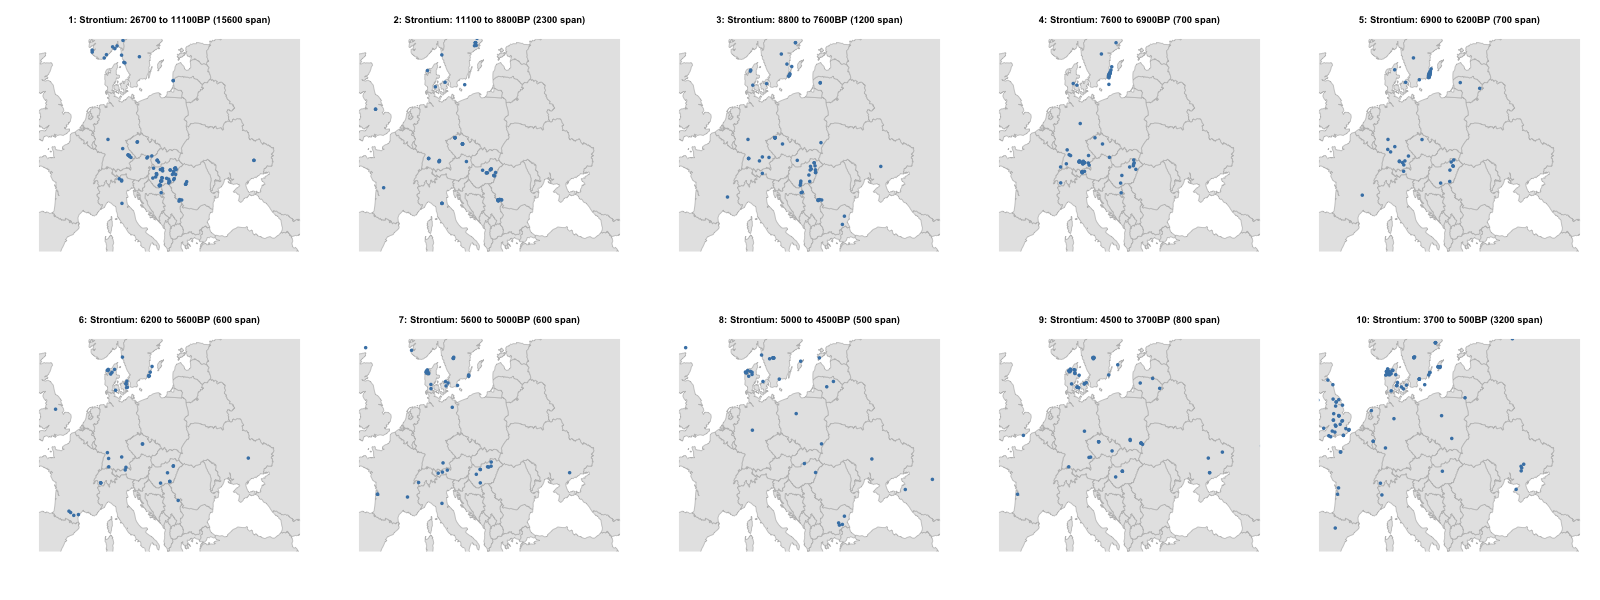 1: Strontium: 26700 to 11100BP (15600 span)
2: Strontium: 11100 to 8800BP (2300 span)
3: Strontium: 8800 to 7600BP (1200 span)
4: Strontium: 7600 to 6900BP (700 span)
5: Strontium: 6900 to 6200BP (700 span)
6: Strontium: 6200 to 5600BP (600 span)
7: Strontium: 5600 to 5000BP (600 span)
8: Strontium: 5000 to 4500BP (500 span)
9: Strontium: 4500 to 3700BP (800 span)
10: Strontium: 3700 to 500BP (3200 span)